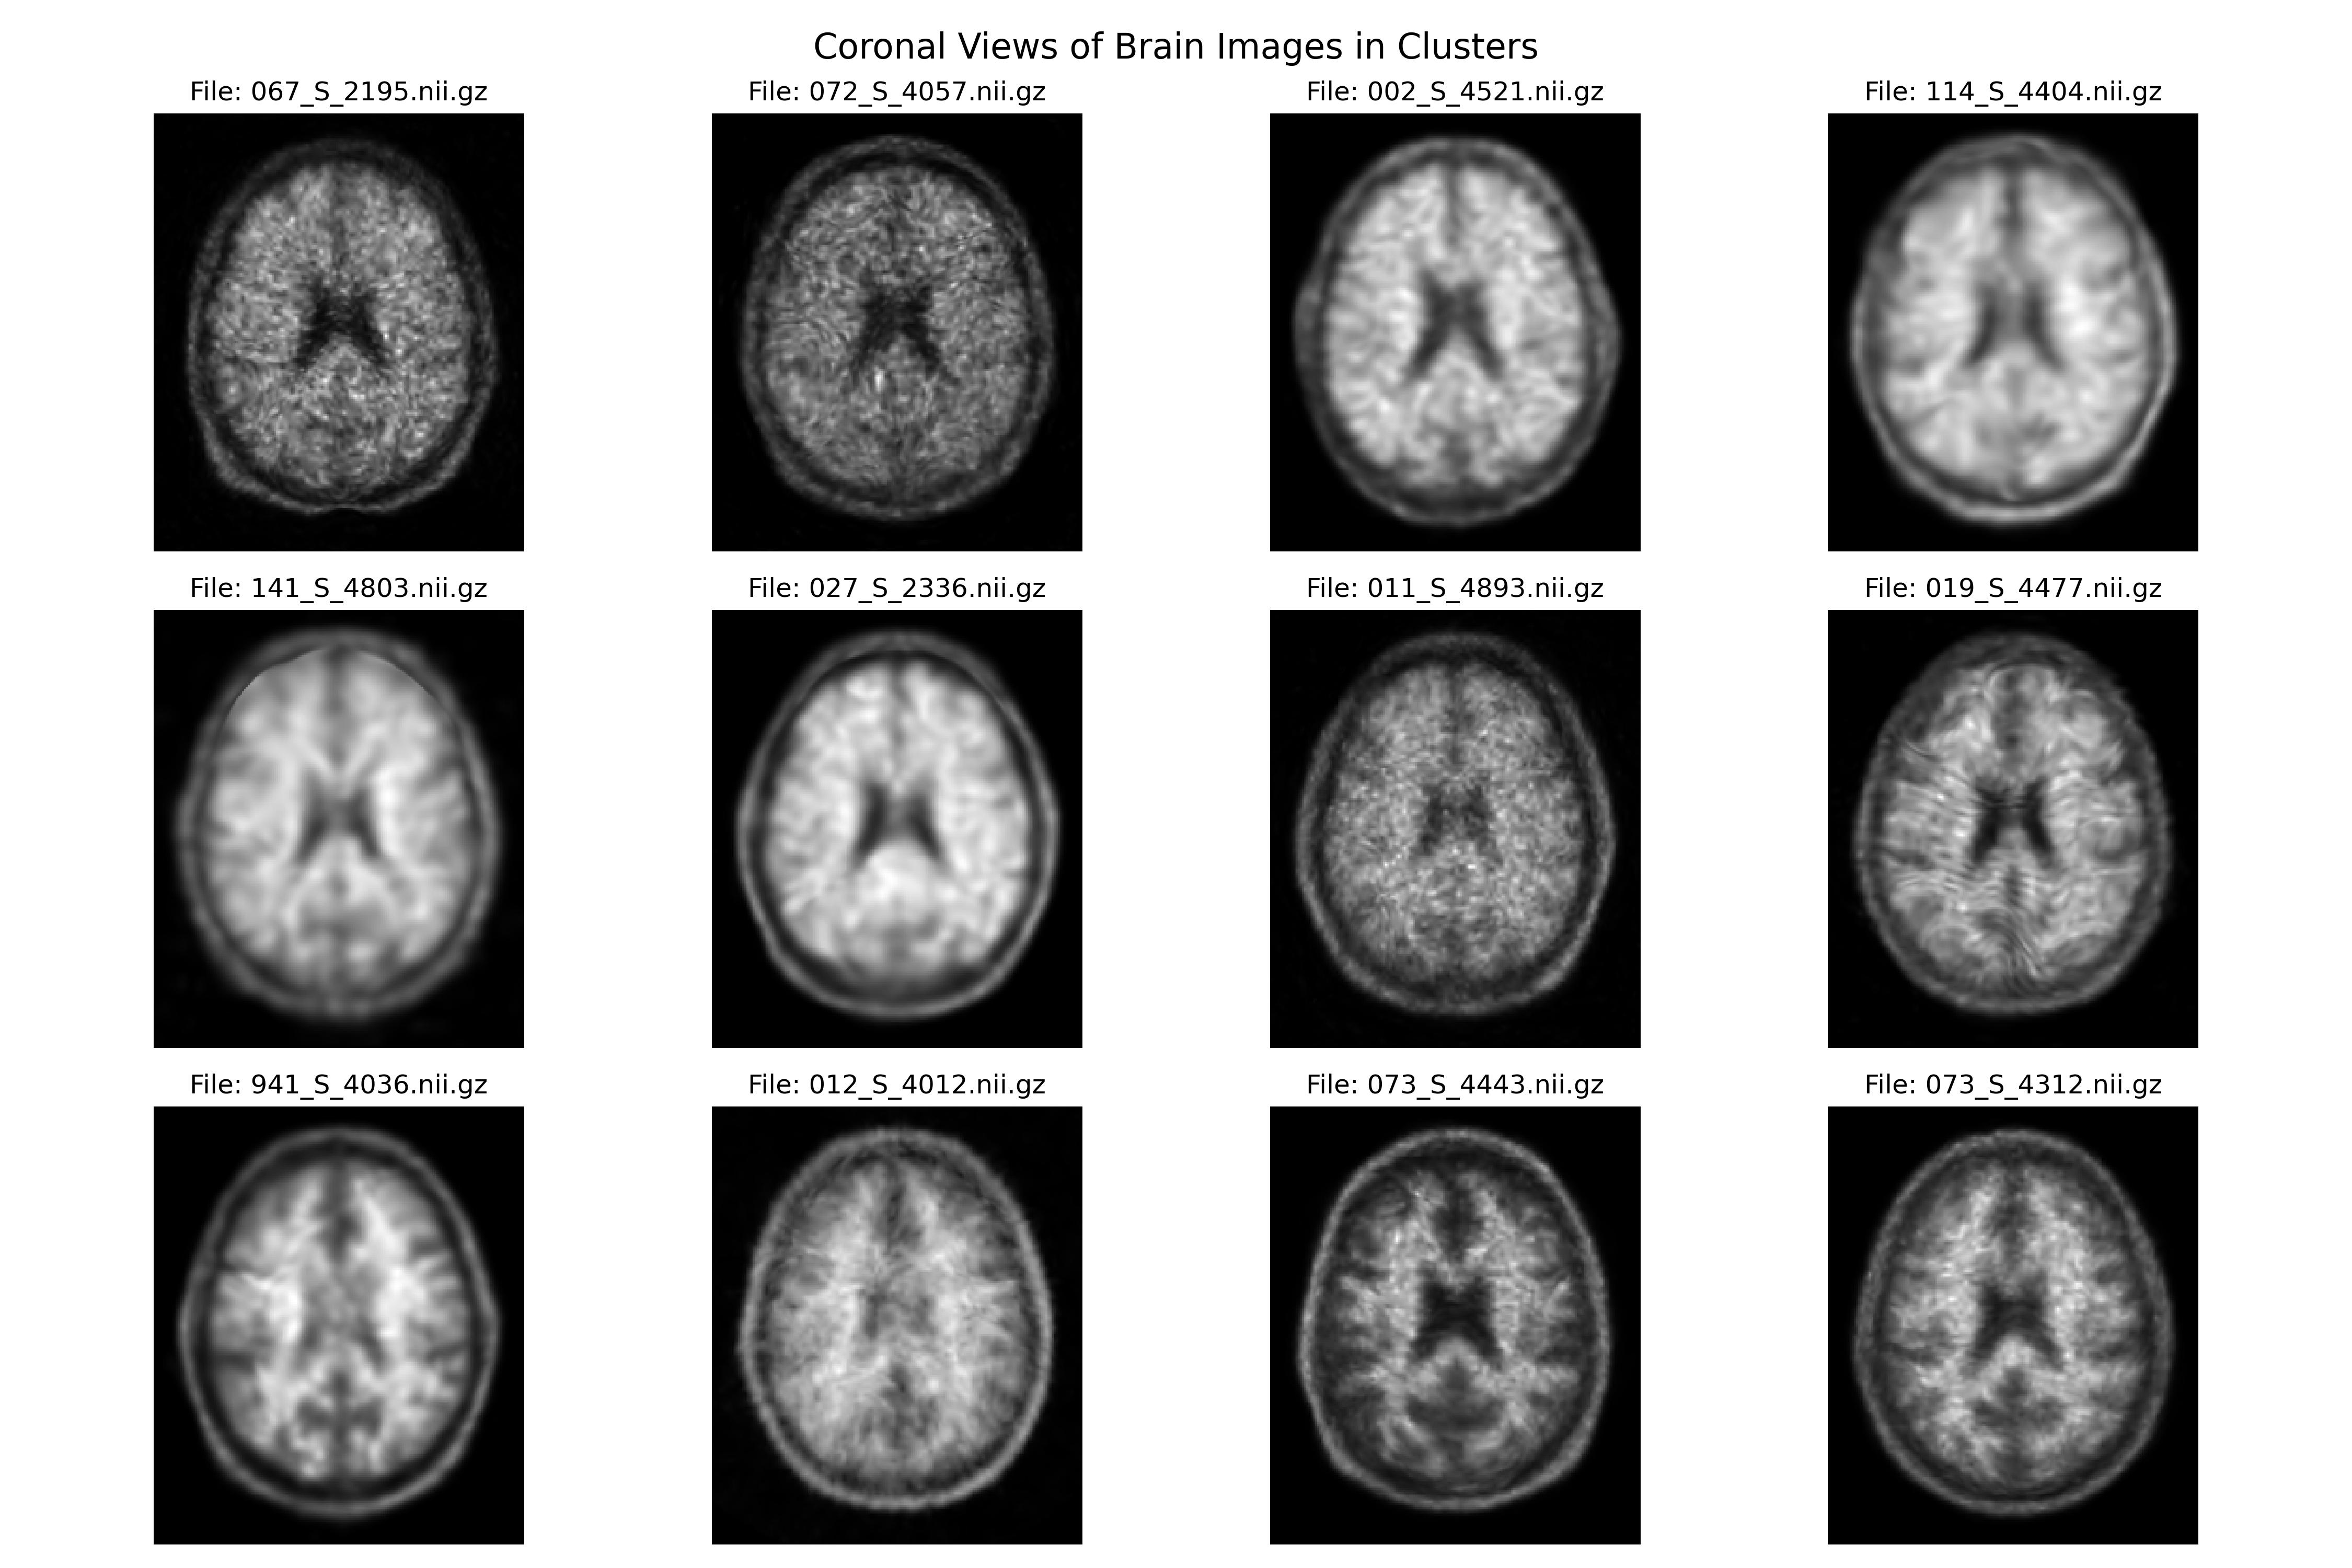 Coronal Views of Brain Images in Clusters
File: 067_S_2195.nii.gz
File: 072_S_4057.nii.gz
File: 002_S_4521.nii.gz
File: 114_S_4404.nii.gz
File: 141_S_4803.nii.gz
File: 027_S_2336.nii.gz
File: 011_S_4893.nii.gz
File: 019_S_4477.nii.gz
File: 941_S_4036.nii.gz
File: 012_S_4012.nii.gz
File: 073_S_4443.nii.gz
File: 073_S_4312.nii.gz